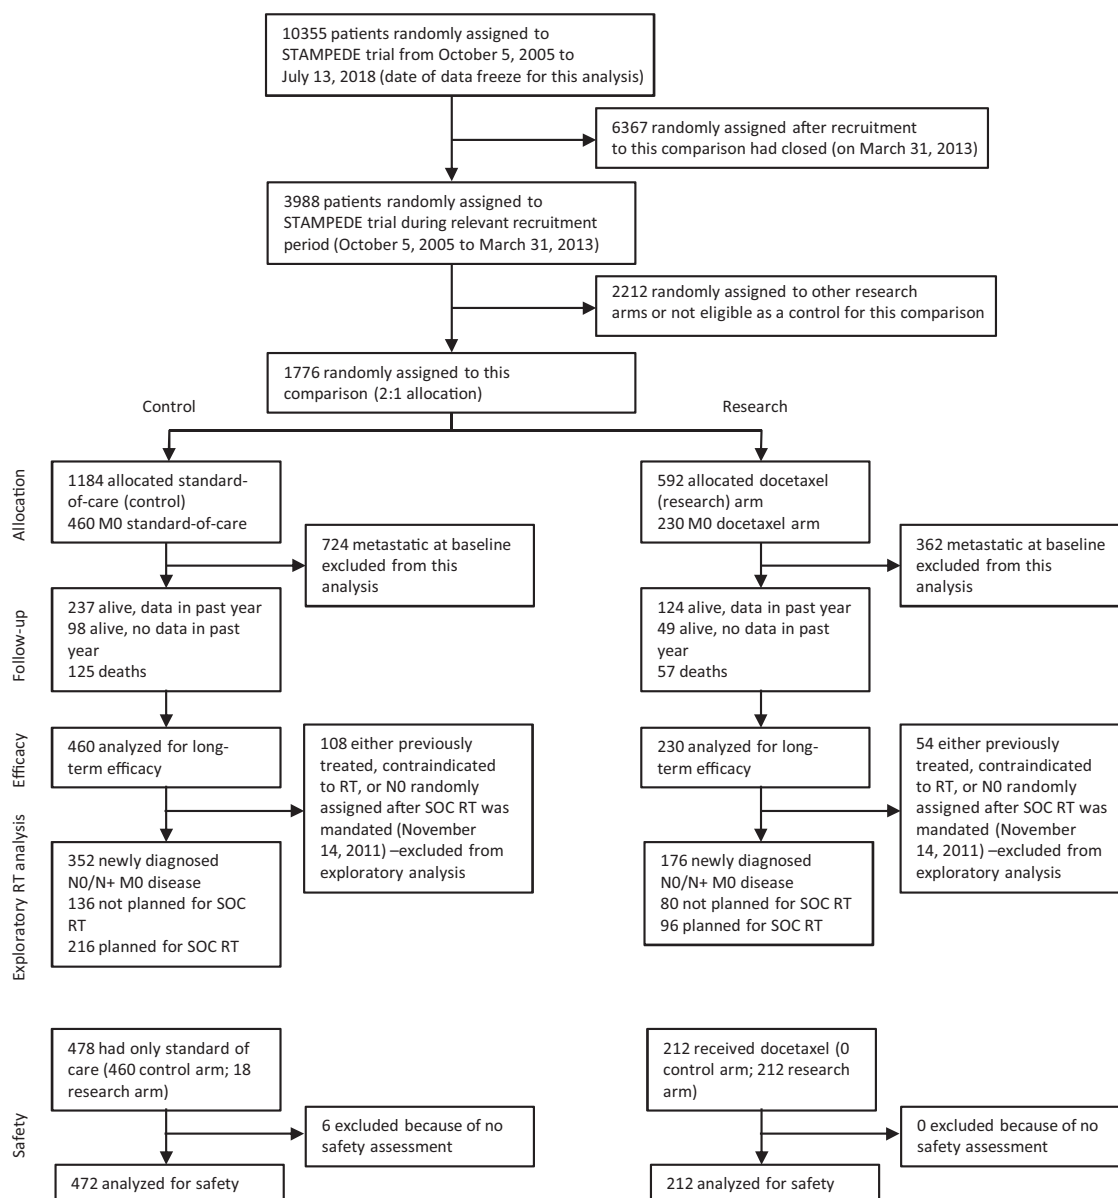 10355 patients randomly assigned to
STAMPEDE trial from October 5, 2005 to
July 13, 2018 (date of data freeze for this analysis)
6367 randomly assigned after recruitment
to this comparison had closed (on March 31, 2013)
3988 patients randomly assigned to
STAMPEDE trial during relevant recruitment
period (October 5, 2005 to March 31, 2013)
2212 randomly assigned to other research
arms or not eligible as a control for this comparison
1776 randomly assigned to this
comparison (2:1 allocation)
Control
Research
Allocation
1184 allocated standard-
of-care (control)
460 M0 standard-of-care
724 metastatic at baseline
excluded from this
analysis
592 allocated docetaxel
(research) arm
230 M0 docetaxel arm
362 metastatic at baseline
excluded from this
analysis
Follow-up
237 alive, data in past year
98 alive, no data in past
year
125 deaths
124 alive, data in past year
49 alive, no data in past
year
57 deaths
Efficacy
460 analyzed for long-
term efficacy
108 either previously
treated, contraindicated
to RT, or N0 randomly
assigned after SOC RT was
mandated (November
14, 2011) –excluded from
exploratory analysis
230 analyzed for long-
term efficacy
54 either previously
treated, contraindicated
to RT, or N0 randomly
assigned after SOC RT was
mandated (November
14, 2011) –excluded from
exploratory analysis
Exploratory RT analysis
352 newly diagnosed
N0/N+ M0 disease
136 not planned for SOC
RT
216 planned for SOC RT
176 newly diagnosed
N0/N+ M0 disease
80 not planned for SOC RT
96 planned for SOC RT
Safety
478 had only standard of
care (460 control arm; 18
research arm)
6 excluded because of no
safety assessment
472 analyzed for safety
212 received docetaxel (0
control arm; 212 research
arm)
0 excluded because of no
safety assessment
212 analyzed for safety